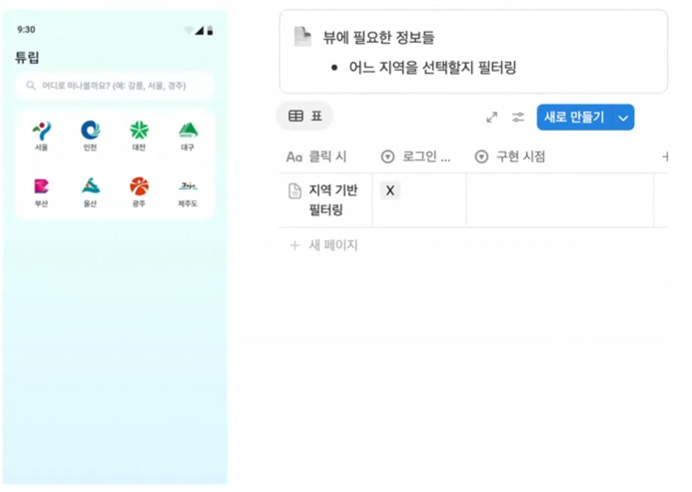 9:30
튜립
어디로 떠나볼까요? (예: 강릉, 서울, 경주)
서울 인천 대전 대구
부산 울산 광주 제주도
뷰에 필요한 정보들
• 어느 지역을 선택할지 필터링
표
새로 만들기
Aa 클릭 시 로그인 ... 구현 시점
지역 기반
필터링
X
+ 새 페이지